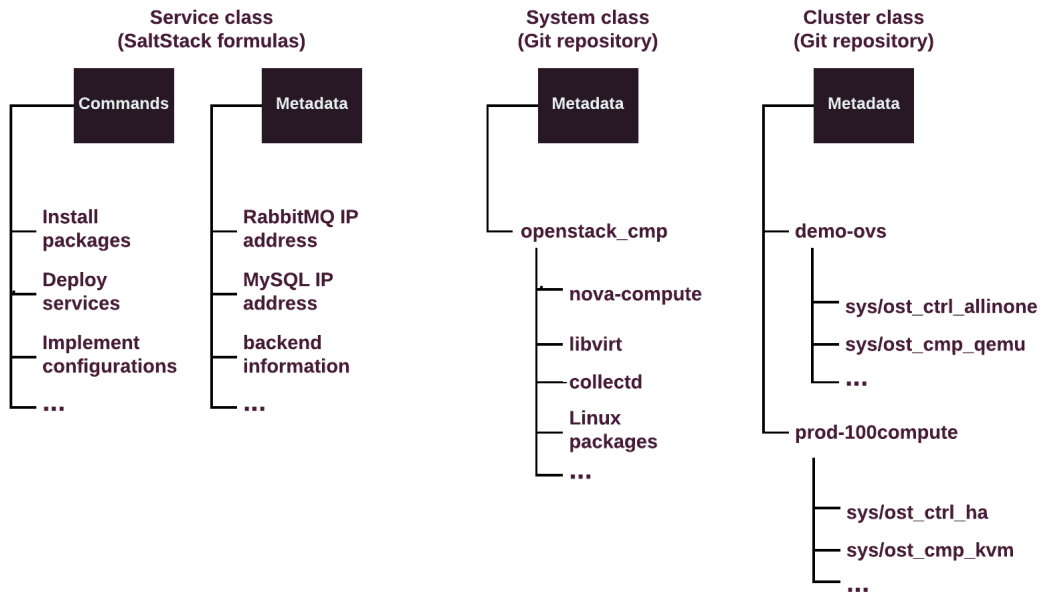 Service class
(SaltStack formulas)
Commands
Install
packages
Deploy
services
Implement
configurations
...
Metadata
RabbitMQ IP
address
MySQL IP
address
backend
information
...
System class
(Git repository)
Metadata
openstack_cmp
nova-compute
libvirt
collectd
Linux
packages
...
Cluster class
(Git repository)
Metadata
demo-ovs
sys/ost_ctrl_allinone
sys/ost_cmp_qemu
...
prod-100compute
sys/ost_ctrl_ha
sys/ost_cmp_kvm
...